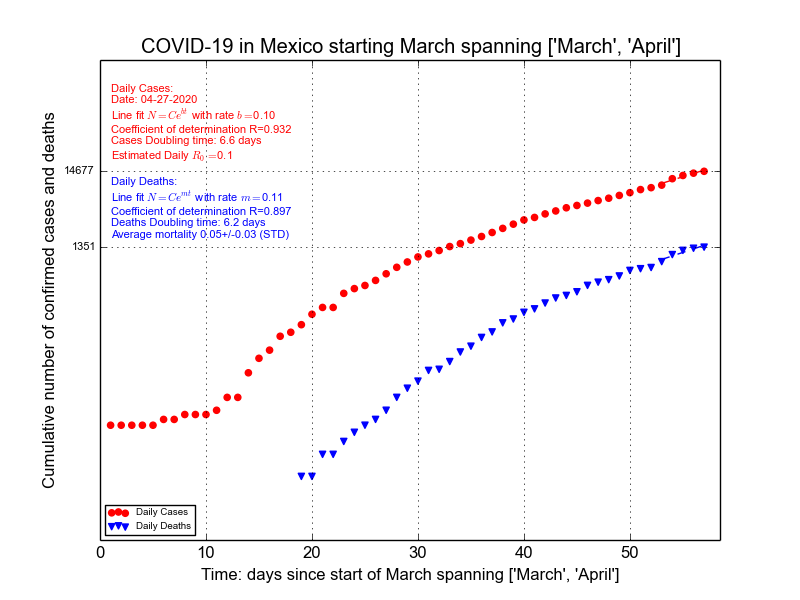 COVID-19 in Mexico starting March spanning ['March', 'April']
Daily Cases:
Date: 04-27-2020
Line fit N = Ce^{bt} with rate b = 0.10
Coefficient of determination R=0.932
Cases Doubling time: 6.6 days
Estimated Daily R_0 = 0.1
Daily Deaths:
Line fit N = Ce^{mt} with rate m = 0.11
Coefficient of determination R=0.897
Deaths Doubling time: 6.2 days
Average mortality 0.05+/-0.03 (STD)
14677
1351
Cumulative number of confirmed cases and deaths
Daily Cases
Daily Deaths
0 10 20 30 40 50
Time: days since start of March spanning ['March', 'April']